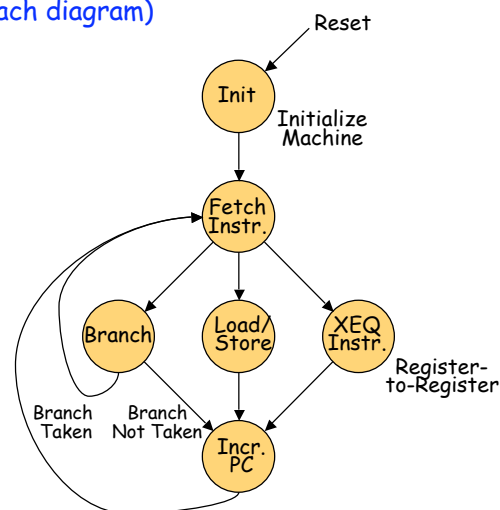 ach diagram)
Reset
Init
Initialize
Machine
Fetch
Instr.
Branch
Load/
Store
XEQ
Instr.
Register-
to-Register
Branch
Taken
Branch
Not Taken
Incr.
PC